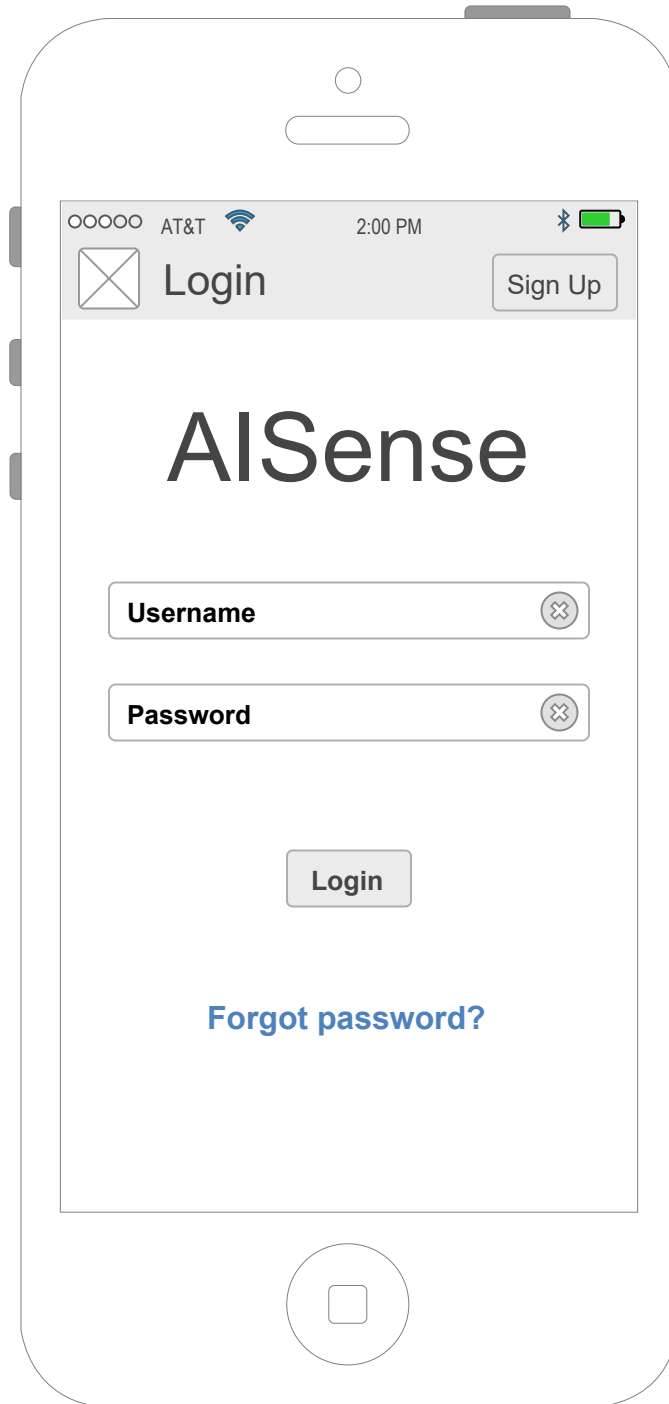 AT&T 2:00 PM
Login Sign Up
AISense
Username
Password
Login
Forgot password?